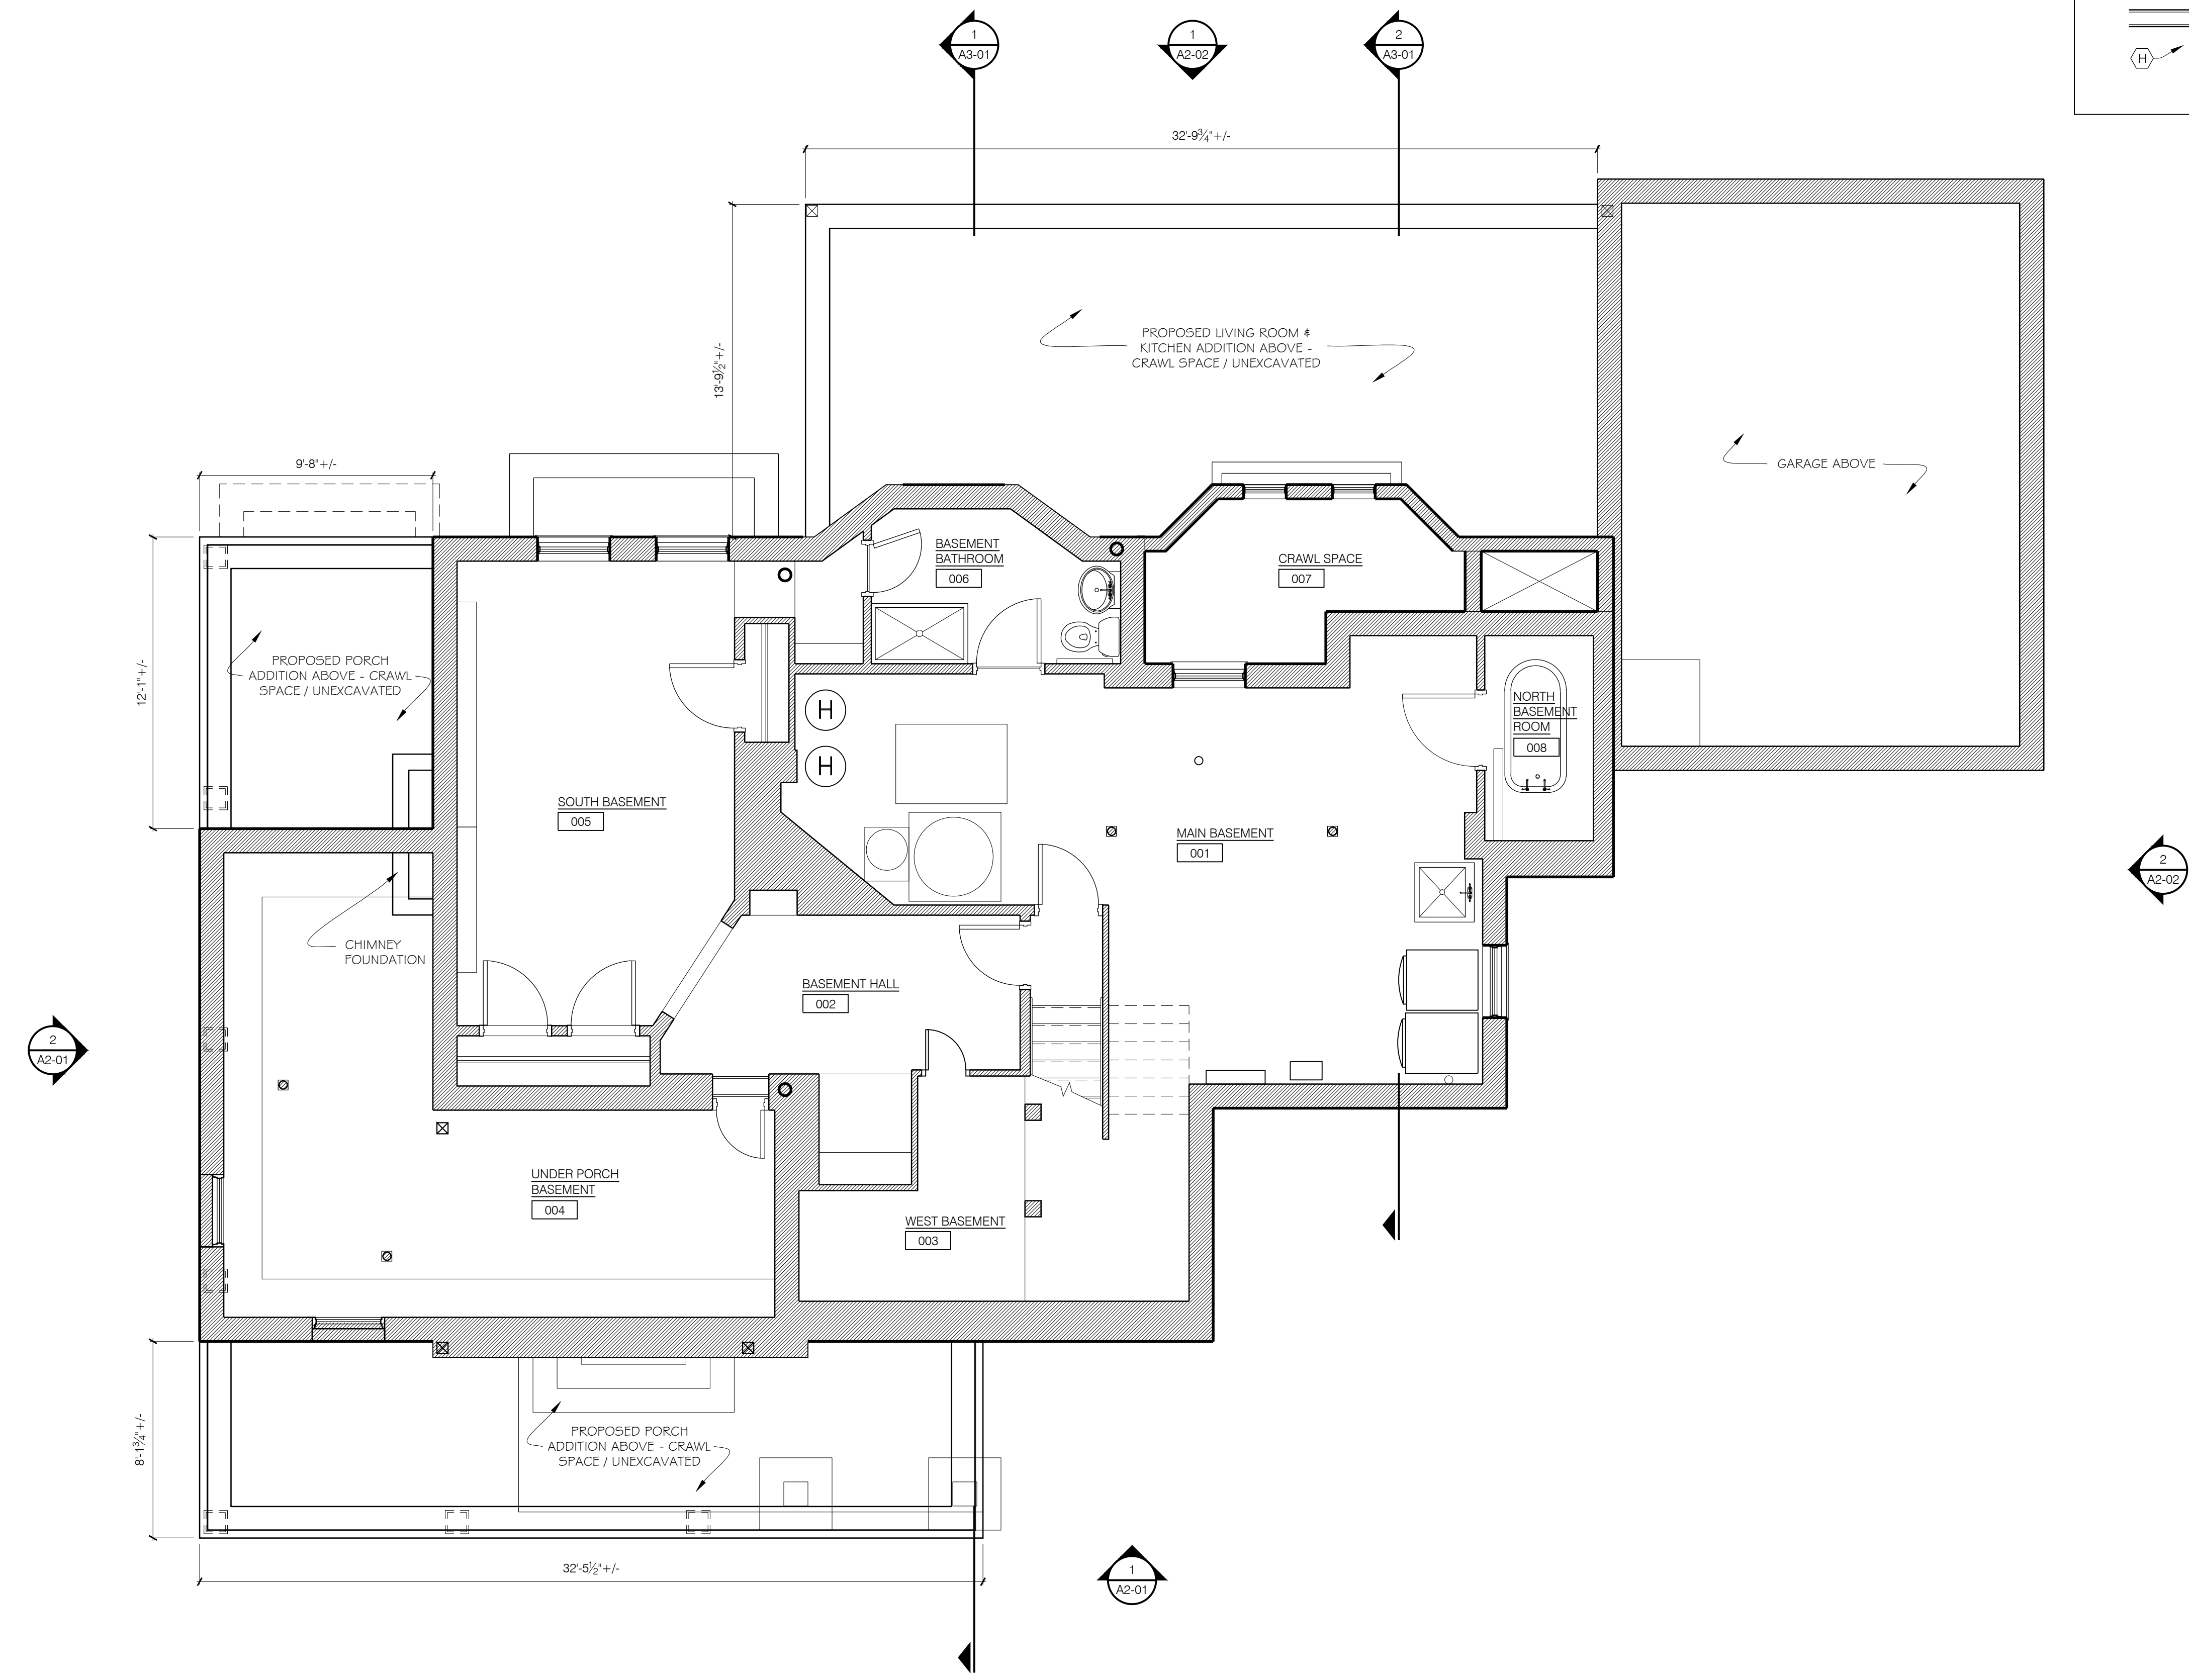 1
A3-01
1
A2-02
2
A3-01
H
32'-9¾"+/-
13'-9½"+/-
PROPOSED LIVING ROOM &
KITCHEN ADDITION ABOVE -
CRAWL SPACE / UNEXCAVATED
GARAGE ABOVE
9'-8"+/-
BASEMENT
BATHROOM
006
CRAWL SPACE
007
12'-1"+/-
PROPOSED PORCH
ADDITION ABOVE - CRAWL
SPACE / UNEXCAVATED
H
H
NORTH
BASEMENT
ROOM
008
SOUTH BASEMENT
005
MAIN BASEMENT
001
2
A2-02
CHIMNEY
FOUNDATION
BASEMENT HALL
002
2
A2-01
UNDER PORCH
BASEMENT
004
WEST BASEMENT
003
8'-1¾"+/-
PROPOSED PORCH
ADDITION ABOVE - CRAWL
SPACE / UNEXCAVATED
32'-5½"+/-
1
A2-01